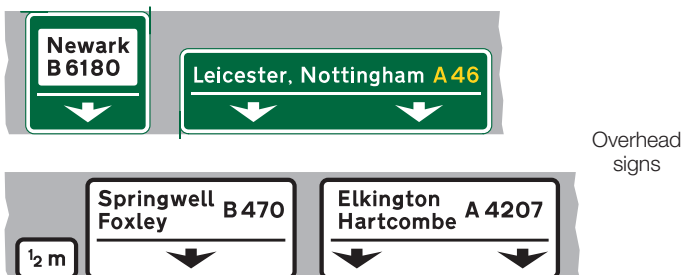 Newark
B 6180
Leicester, Nottingham A 46
Overhead
signs
Springwell
Foxley
B 470
Elkington
Hartcombe
A 4207
½ m